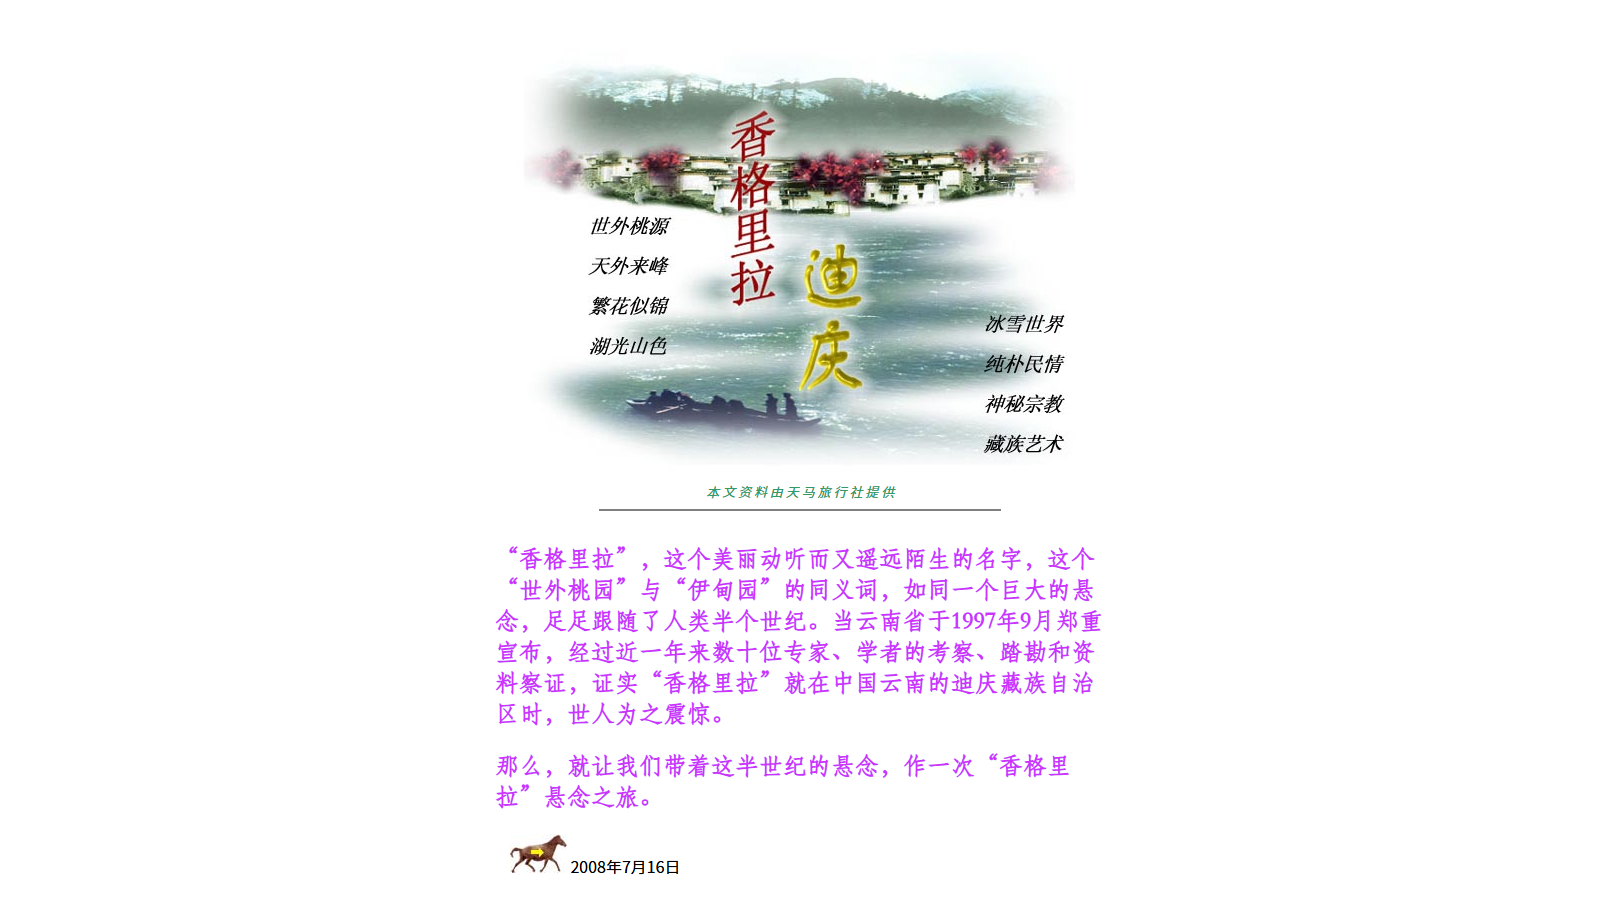 香格里拉
迪庆
世外桃源
天外来峰
繁花似锦
湖光山色
冰雪世界
纯朴民情
神秘宗教
藏族艺术
本文资料由天马旅行社提供
“香格里拉”，这个美丽动听而又遥远陌生的名字，这个
“世外桃园”与“伊甸园”的同义词，如同一个巨大的悬
念，足足跟随了人类半个世纪。当云南省于1997年9月郑重
宣布，经过近一年来数十位专家、学者的考察、踏勘和资
料察证，证实“香格里拉”就在中国云南的迪庆藏族自治
区时，世人为之震惊。
那么，就让我们带着这半世纪的悬念，作一次“香格里
拉”悬念之旅。
2008年7月16日